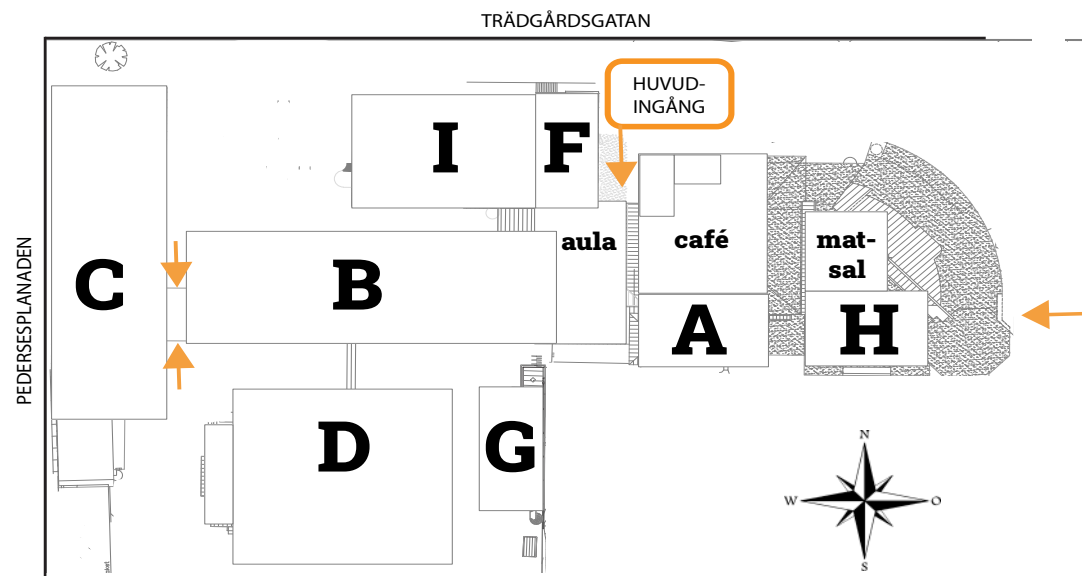 TRÄDGÅRDSGATAN
HUVUD-
INGÅNG
I
F
aula
café
mat-
sal
PEDERSESPLANADEN
C
B
A
H
D
G
N
W
O
S